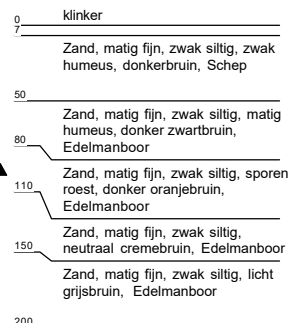 0
klinker
7
Zand, matig fijn, zwak siltig, zwak
humeus, donkerbruin, Schep
50
Zand, matig fijn, zwak siltig, matig
humeus, donker zwartbruin,
Edelmanboor
80
Zand, matig fijn, zwak siltig, sporen
roest, donker oranjebruin,
Edelmanboor
110
Zand, matig fijn, zwak siltig,
neutraal cremebruin, Edelmanboor
150
Zand, matig fijn, zwak siltig, licht
grijsbruin, Edelmanboor
200